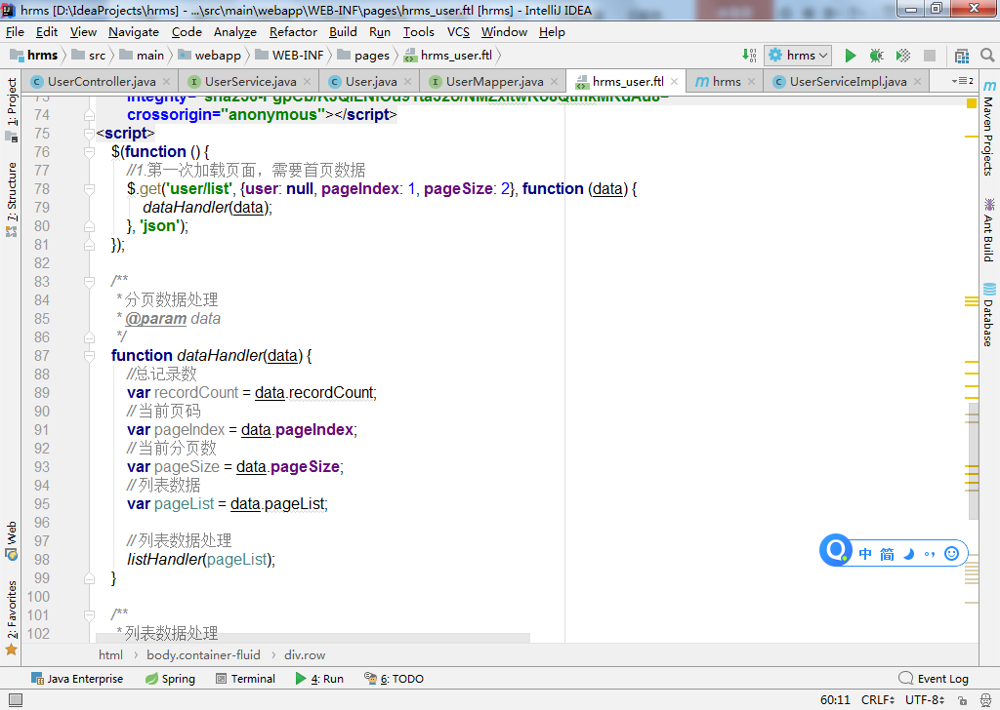 hrms [D:\IdeaProjects\hrms] - ...\src\main\webapp\WEB-INF\pages\hrms_user.ftl [hrms] - IntelliJ IDEA
File Edit View Navigate Code Analyze Refactor Build Run Tools VCS Window Help
hrms src main webapp WEB-INF pages hrms_user.ftl hrms
UserController.java UserService.java User.java UserMapper.java hrms_user.ftl hrms UserServiceImpl.java 2
1: Project
7: Structure
Web
2: Favorites
74 crossorigin="anonymous"></script>
75 <script>
76 $(function () {
77 //1.第一次加载页面，需要首页数据
78 $.get('user/list', {user: null, pageIndex: 1, pageSize: 2}, function (data) {
79 dataHandler(data);
80 }, 'json');
81 });
82
83 /**
84 * 分页数据处理
85 * @param data
86 */
87 function dataHandler(data) {
88 //总记录数
89 var recordCount = data.recordCount;
90 //当前页码
91 var pageIndex = data.pageIndex;
92 //当前分页数
93 var pageSize = data.pageSize;
94 //列表数据
95 var pageList = data.pageList;
96
97 //列表数据处理
98 listHandler(pageList);
99 }
100
101 /**
102 * 列表数据处理
Maven Projects
Ant Build
Database
中 简
html body.container-fluid div.row
Java Enterprise Spring Terminal 4: Run 6: TODO Event Log
60:11 CRLF UTF-8